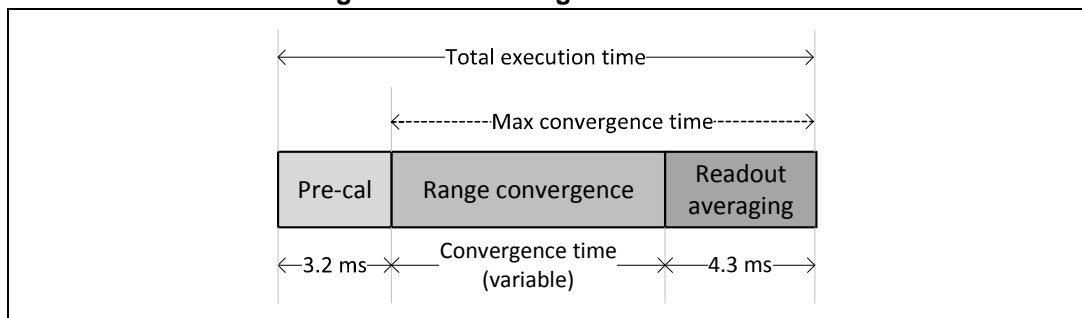 Total execution time
Max convergence time
Pre-cal
Range convergence
Readout
averaging
3.2 ms
Convergence time
(variable)
4.3 ms